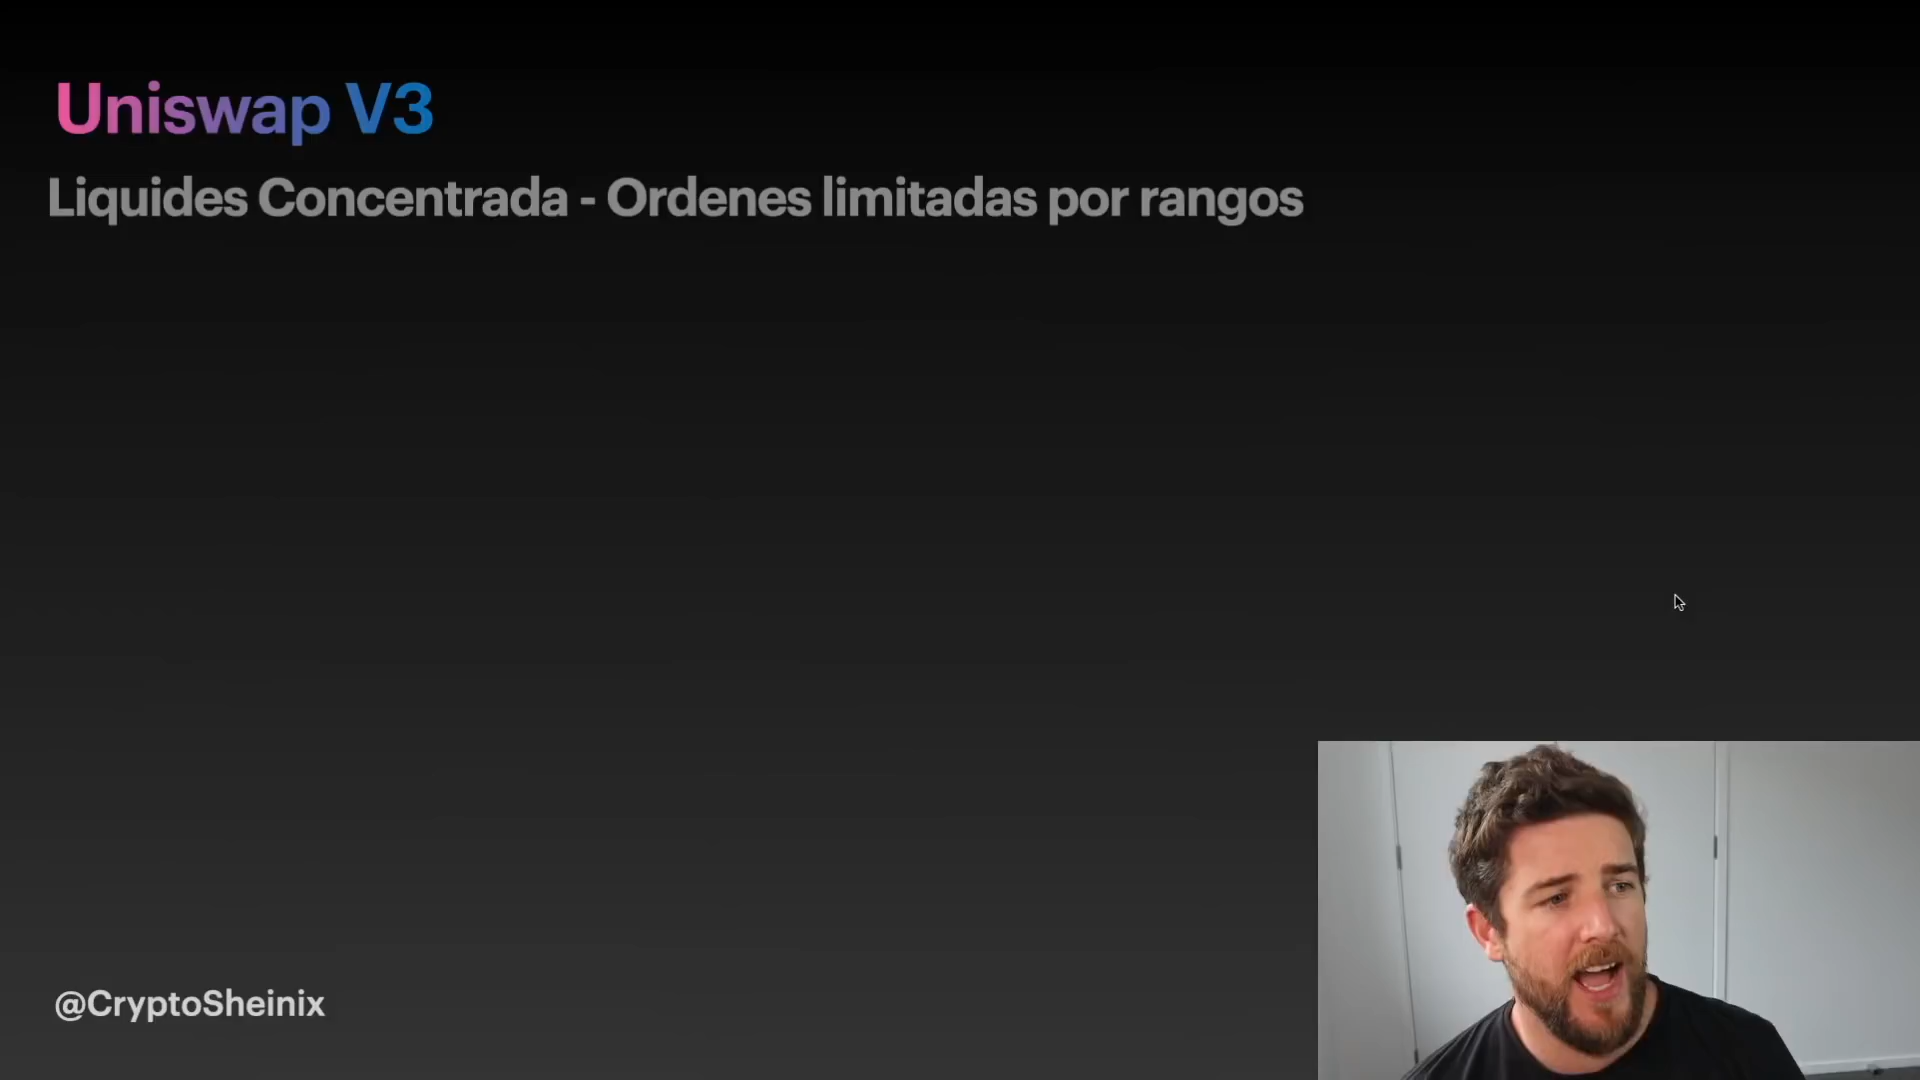 Uniswap V3
Liquides Concentrada - Ordenes limitadas por rangos
@CryptoSheinix